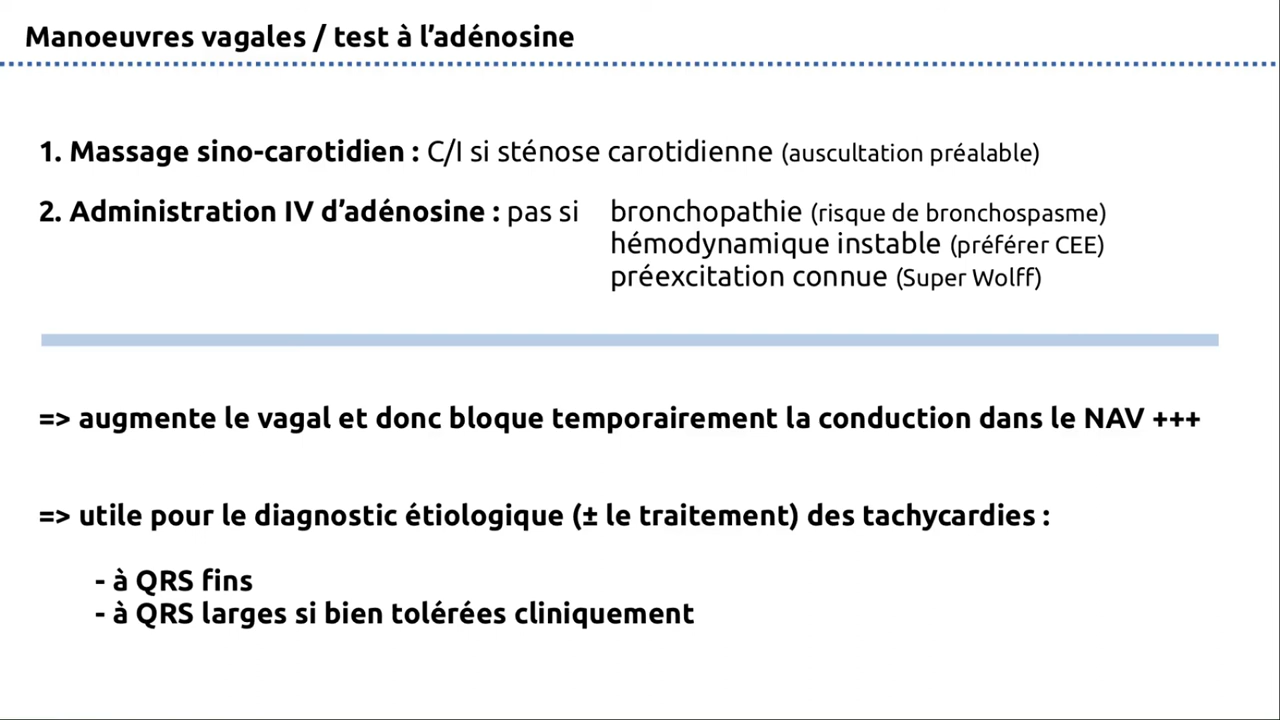 Manoeuvres vagales / test à l’adénosine
1. Massage sino-carotidien : C/I si sténose carotidienne (auscultation préalable)
2. Administration IV d’adénosine : pas si bronchopathie (risque de bronchospasme)
hémodynamique instable (préférer CEE)
préexcitation connue (Super Wolff)
=> augmente le vagal et donc bloque temporairement la conduction dans le NAV +++
=> utile pour le diagnostic étiologique (± le traitement) des tachycardies :
- à QRS fins
- à QRS larges si bien tolérées cliniquement